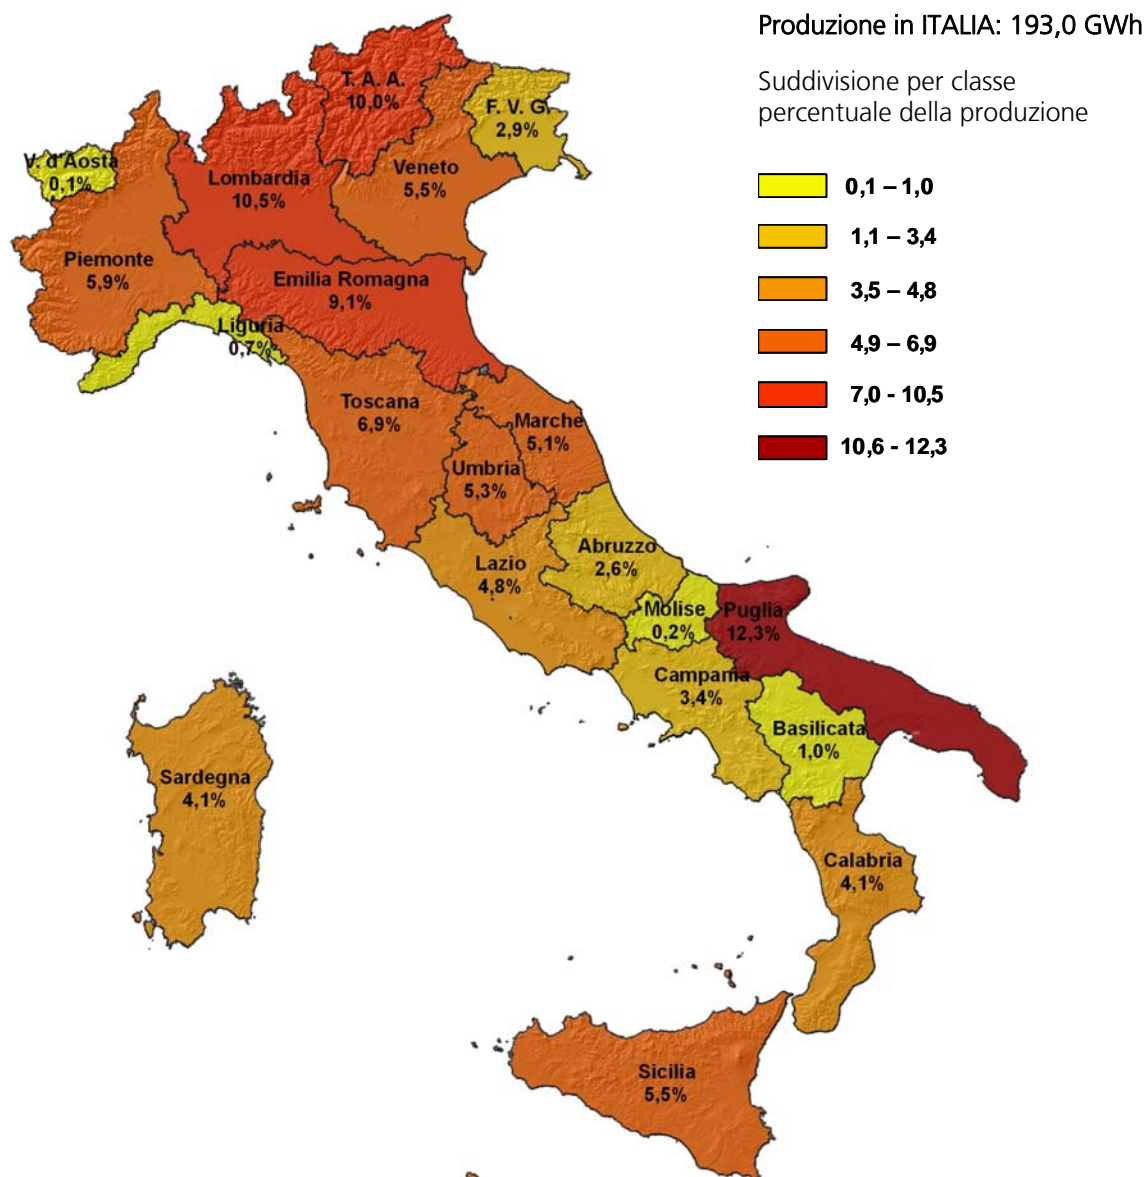 Produzione in ITALIA: 193,0 GWh
Suddivisione per classe
percentuale della produzione
0,1 – 1,0
1,1 – 3,4
3,5 – 4,8
4,9 – 6,9
7,0 - 10,5
10,6 - 12,3
T. A. A.
10,0%
F. V. G.
2,9%
V. d'Aosta
0,1%
Lombardia
10,5%
Veneto
5,5%
Piemonte
5,9%
Emilia Romagna
9,1%
Liguria
0,7%
Toscana
6,9%
Marche
5,1%
Umbria
5,3%
Lazio
4,8%
Abruzzo
2,6%
Molise
0,2%
Puglia
12,3%
Campania
3,4%
Basilicata
1,0%
Sardegna
4,1%
Calabria
4,1%
Sicilia
5,5%